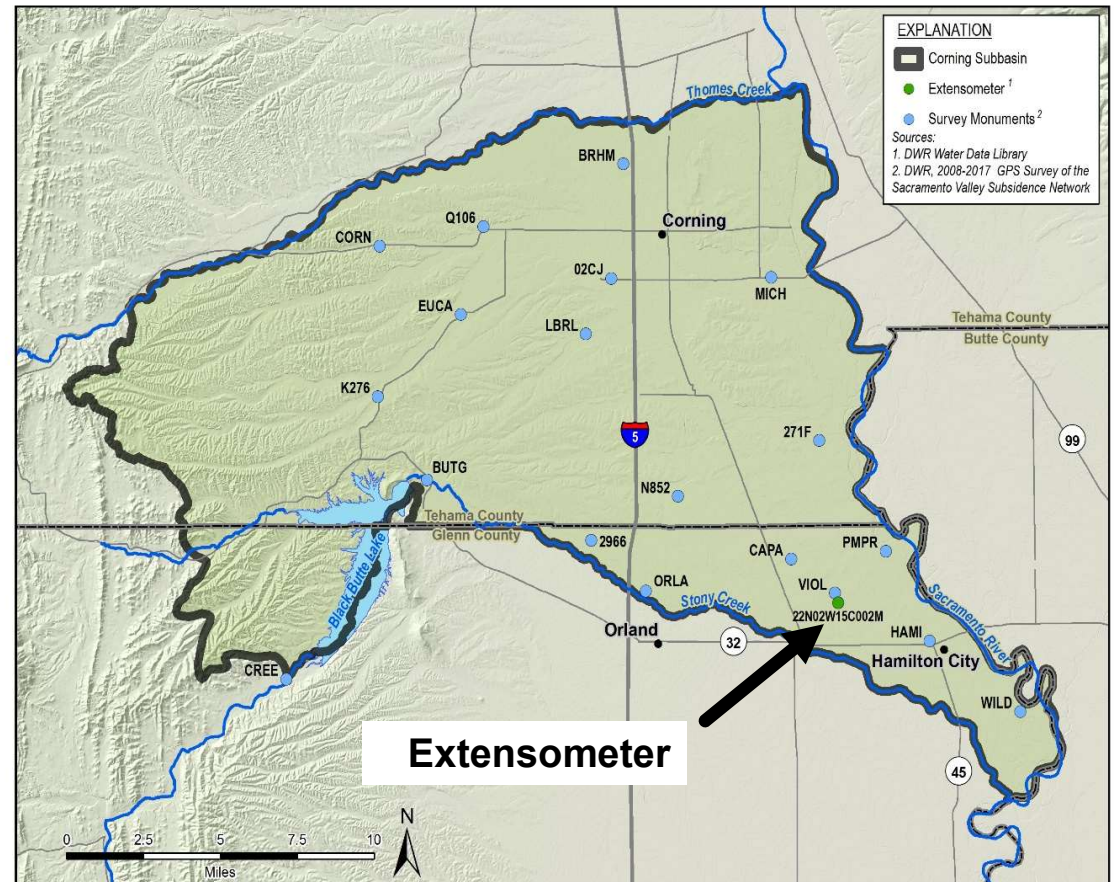 EXPLANATION
Corning Subbasin
Extensometer 1
Survey Monuments 2
Sources:
1. DWR Water Data Library
2. DWR, 2008-2017 GPS Survey of the
Sacramento Valley Subsidence Network
Thomes Creek
BRHM
Q106
Corning
CORN
02CJ
MICH
EUCA
LBRL
Tehama County
Butte County
K276
5
271F
99
BUTG
N852
Tehama County
Glenn County
2966
CAPA
PMPR
Black Butte Lake
ORLA
VIOL
Stony Creek
22N02W15C002M
Sacramento River
Orland
32
HAMI
Hamilton City
CREE
WILD
Extensometer
45
N
0 2.5 5 7.5 10
Miles